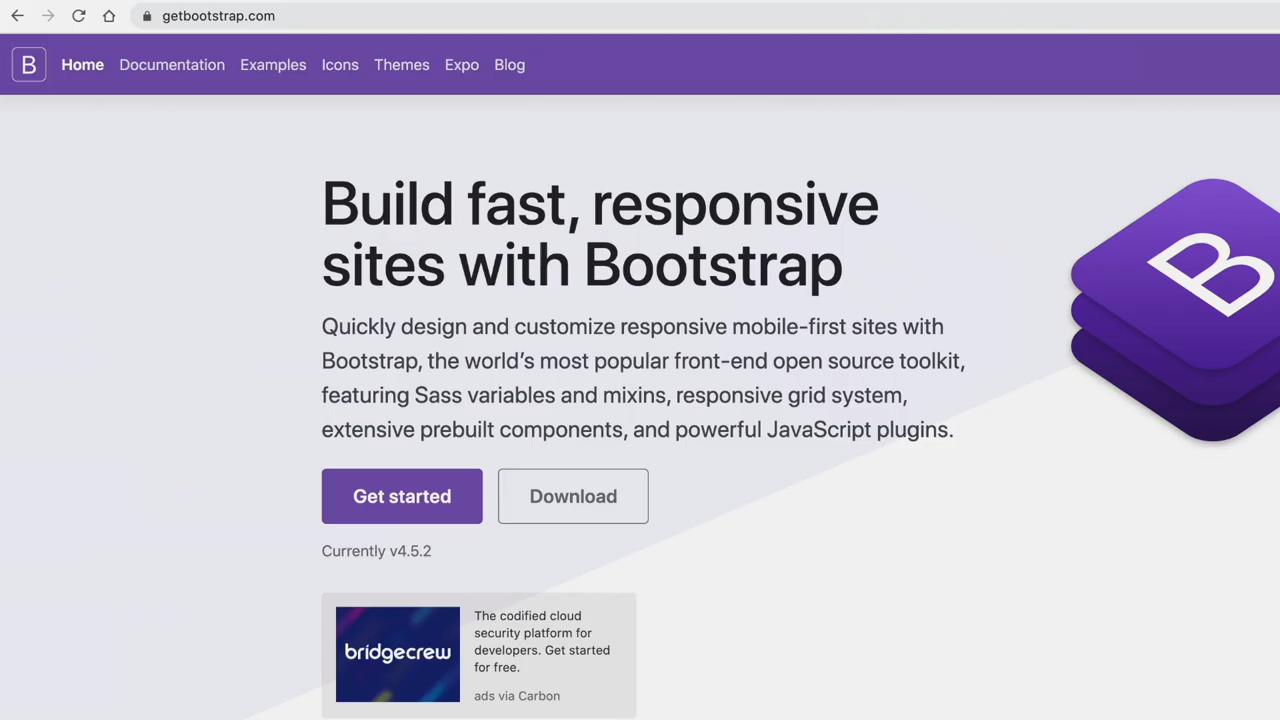 getbootstrap.com
B Home Documentation Examples Icons Themes Expo Blog
Build fast, responsive
sites with Bootstrap
B
Quickly design and customize responsive mobile-first sites with
Bootstrap, the world’s most popular front-end open source toolkit,
featuring Sass variables and mixins, responsive grid system,
extensive prebuilt components, and powerful JavaScript plugins.
Get started Download
Currently v4.5.2
bridgecrew
The codified cloud
security platform for
developers. Get started
for free.
ads via Carbon